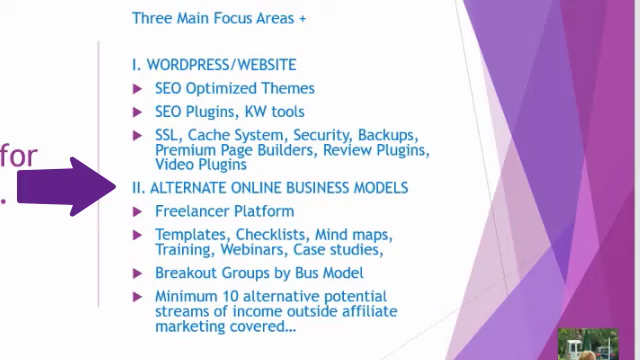 Three Main Focus Areas +
I. WORDPRESS/WEBSITE
SEO Optimized Themes
SEO Plugins, KW tools
SSL, Cache System, Security, Backups,
Premium Page Builders, Review Plugins,
Video Plugins
for
.
II. ALTERNATE ONLINE BUSINESS MODELS
Freelancer Platform
Templates, Checklists, Mind maps,
Training, Webinars, Case studies,
Breakout Groups by Bus Model
Minimum 10 alternative potential
streams of income outside affiliate
marketing covered…